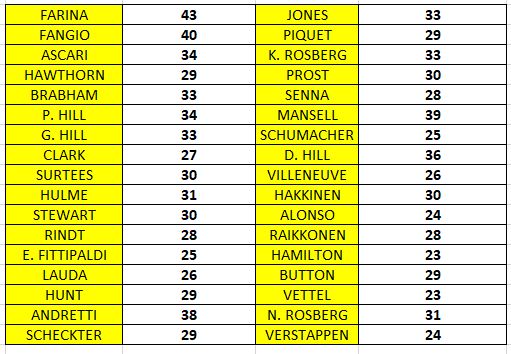 FARINA 43 JONES 33
FANGIO 40 PIQUET 29
ASCARI 34 K. ROSBERG 33
HAWTHORN 29 PROST 30
BRABHAM 33 SENNA 28
P. HILL 34 MANSELL 39
G. HILL 33 SCHUMACHER 25
CLARK 27 D. HILL 36
SURTEES 30 VILLENEUVE 26
HULME 31 HAKKINEN 30
STEWART 30 ALONSO 24
RINDT 28 RAIKKONEN 28
E. FITTIPALDI 25 HAMILTON 23
LAUDA 26 BUTTON 29
HUNT 29 VETTEL 23
ANDRETTI 38 N. ROSBERG 31
SCHECKTER 29 VERSTAPPEN 24